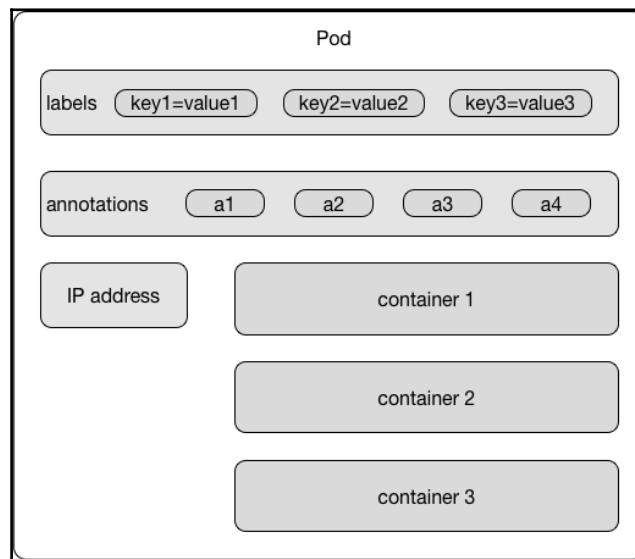 Pod
labels key1=value1 key2=value2 key3=value3
annotations a1 a2 a3 a4
IP address
container 1
container 2
container 3